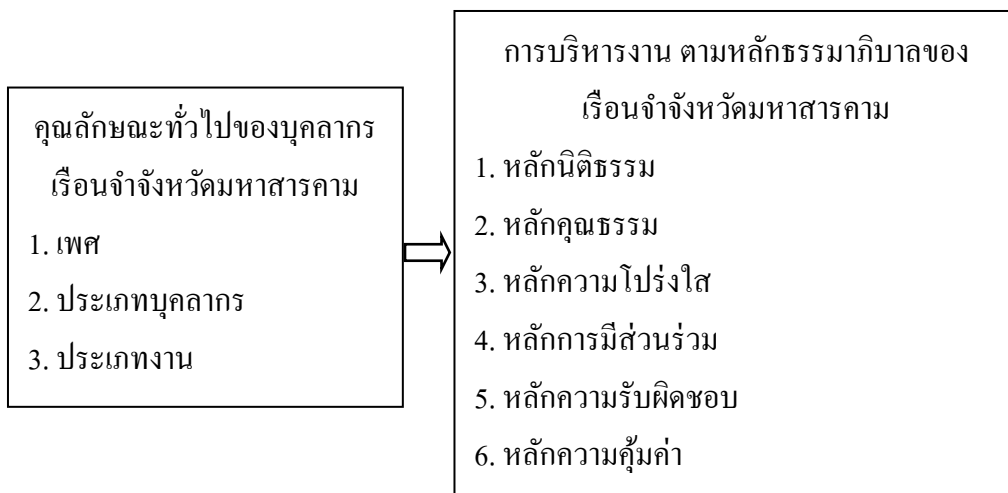 คุณลักษณะทั่วไปของบุคลากร
เรือนจำจังหวัดมหาสารคาม
1. เพศ
2. ประเภทบุคลากร
3. ประเภทงาน
การบริหารงาน ตามหลักธรรมาภิบาลของ
เรือนจำจังหวัดมหาสารคาม
1. หลักนิติธรรม
2. หลักคุณธรรม
3. หลักความโปร่งใส
4. หลักการมีส่วนร่วม
5. หลักความรับผิดชอบ
6. หลักความคุ้มค่า